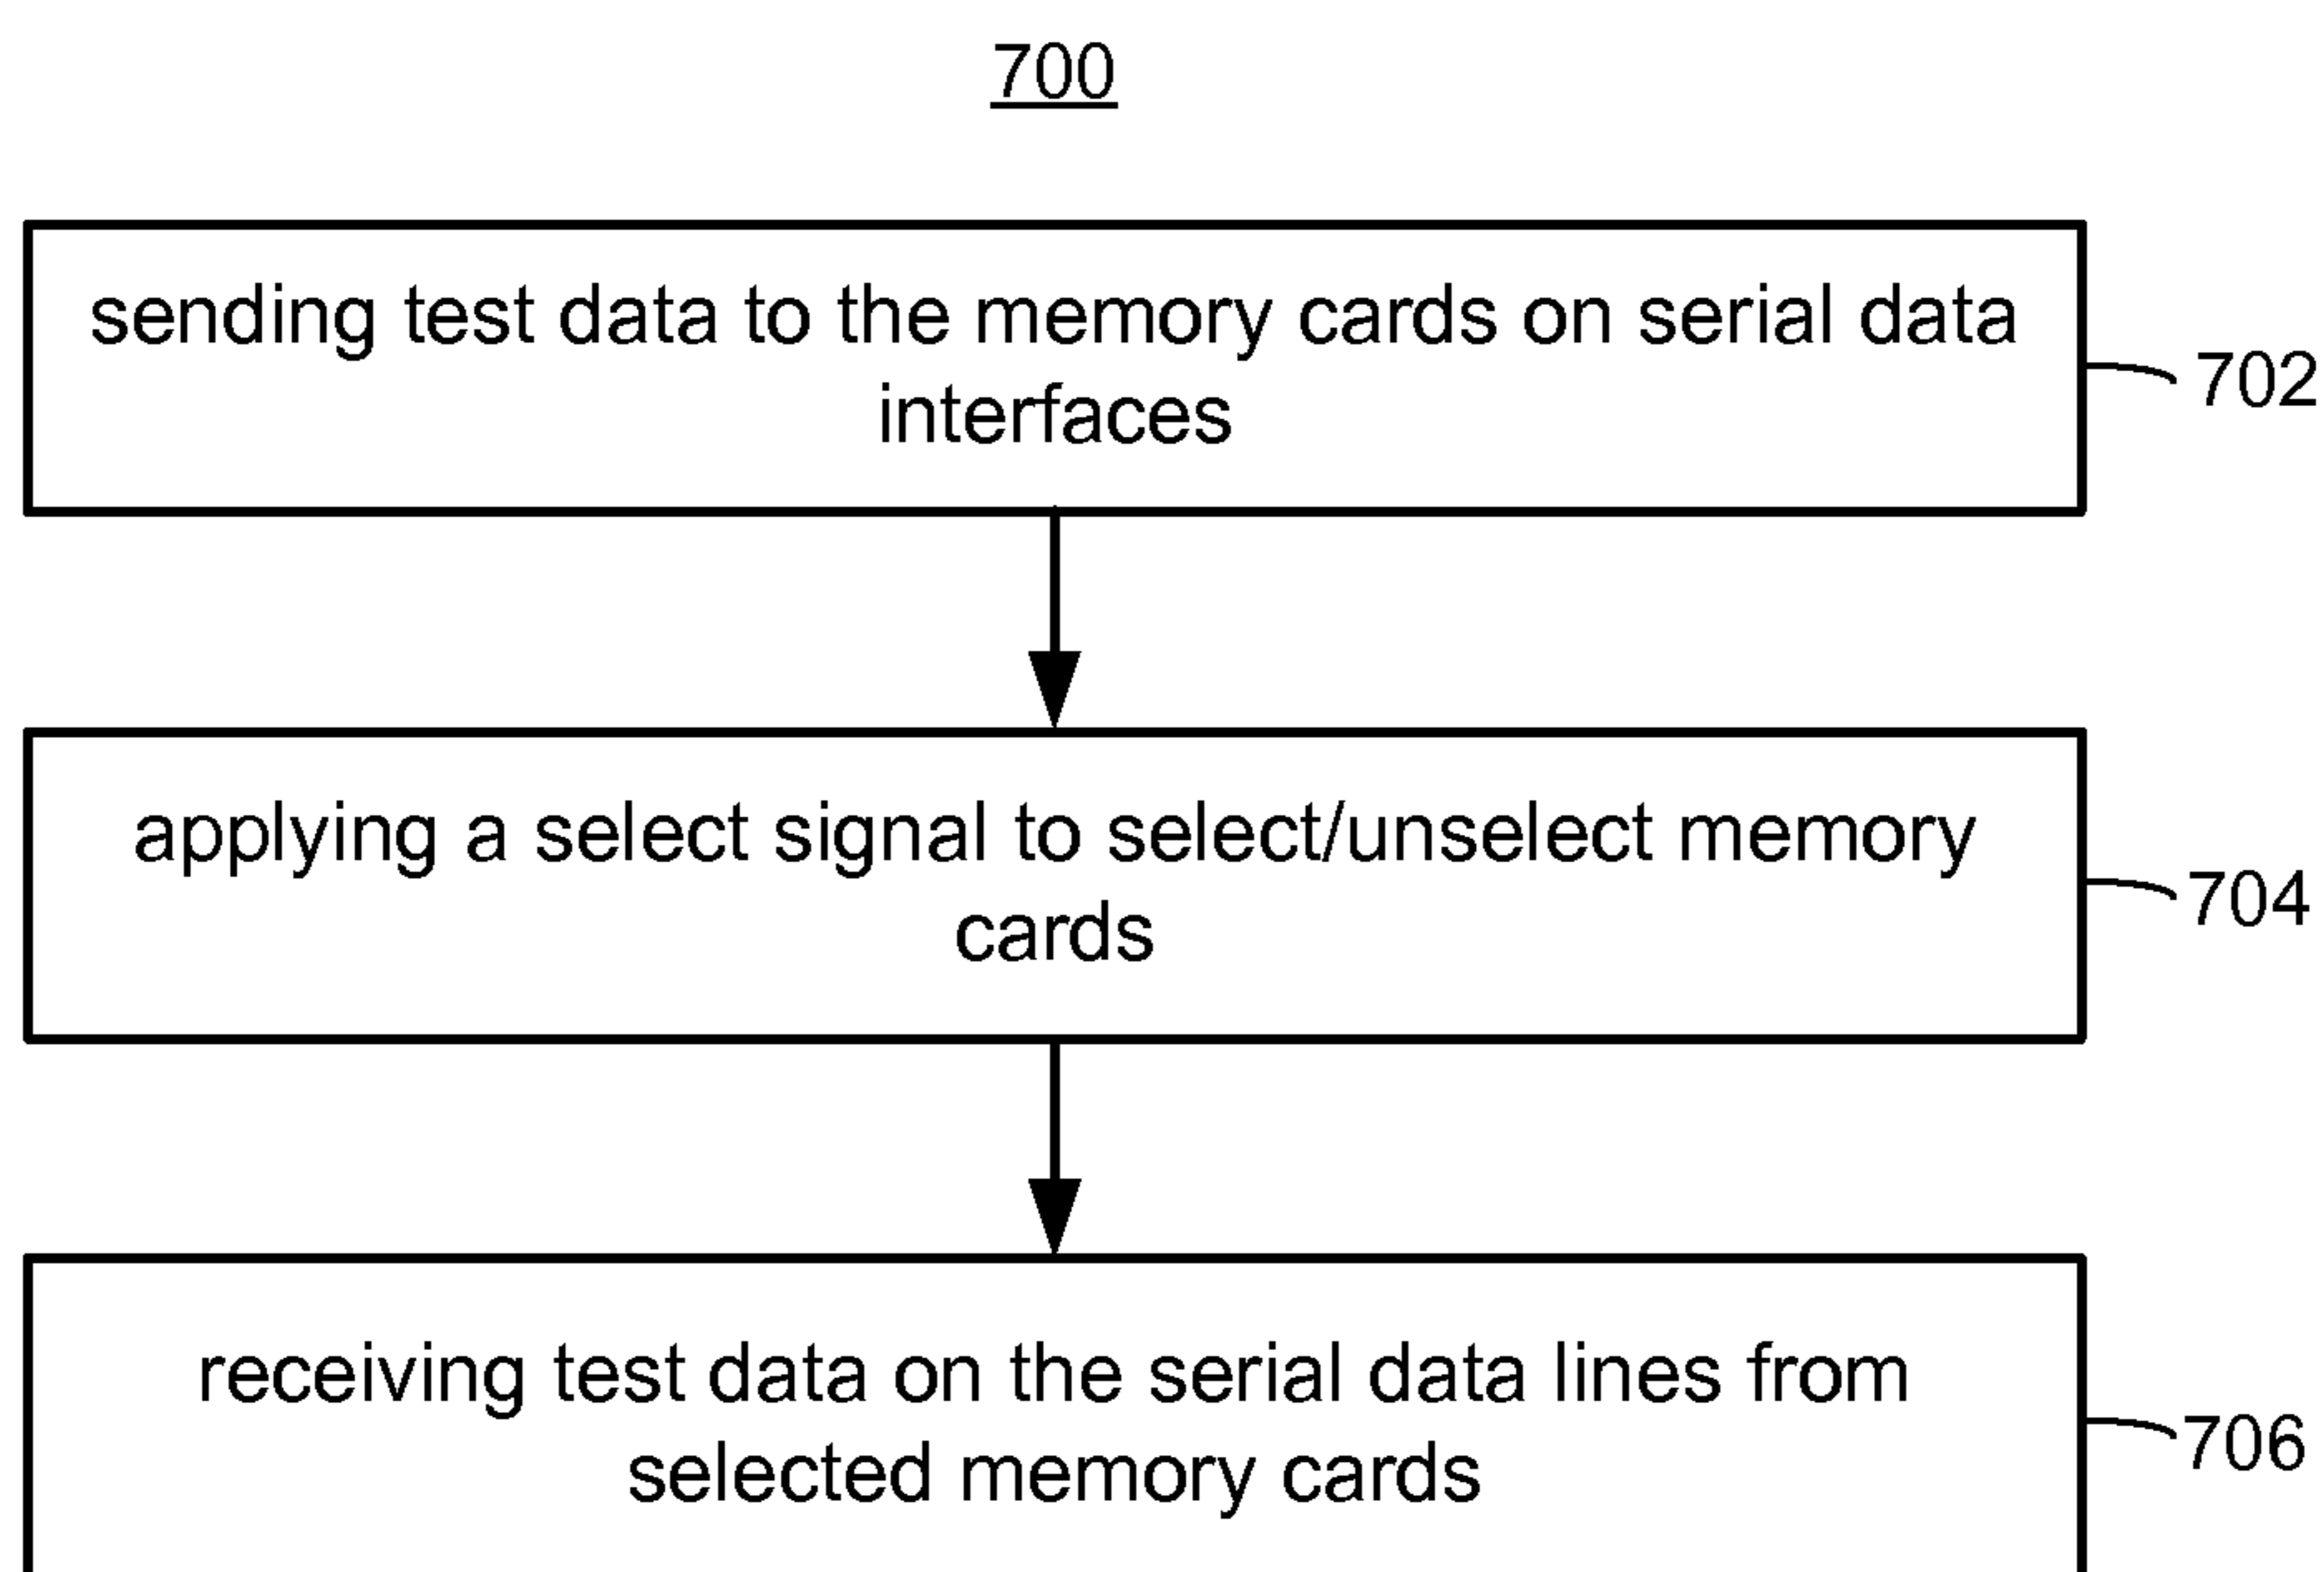 700
sending test data to the memory cards on serial data
interfaces
702
applying a select signal to select/unselect memory
cards
704
receiving test data on the serial data lines from
selected memory cards
706